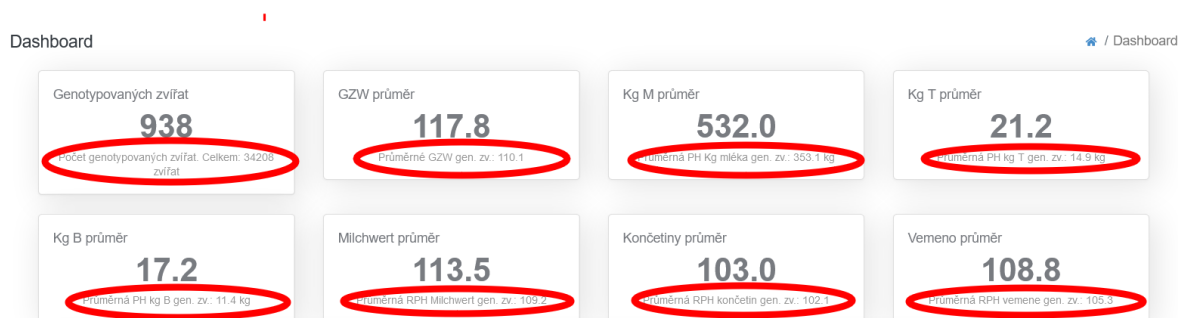 Dashboard
/ Dashboard
Genotypovaných zvířat
938
Počet genotypovaných zvířat. Celkem: 34208
zvířat
GZW průměr
117.8
Průměrné GZW gen. zv.: 110.1
Kg M průměr
532.0
Průměrná PH Kg mléka gen. zv.: 353.1 kg
Kg T průměr
21.2
Průměrná PH kg T gen. zv.: 14.9 kg
Kg B průměr
17.2
Průměrná PH kg B gen. zv.: 11.4 kg
Milchwert průměr
113.5
Průměrná RPH Milchwert gen. zv.: 109.2
Končetiny průměr
103.0
Průměrná RPH končetin gen. zv.: 102.1
Vemeno průměr
108.8
Průměrná RPH vemene gen. zv.: 105.3